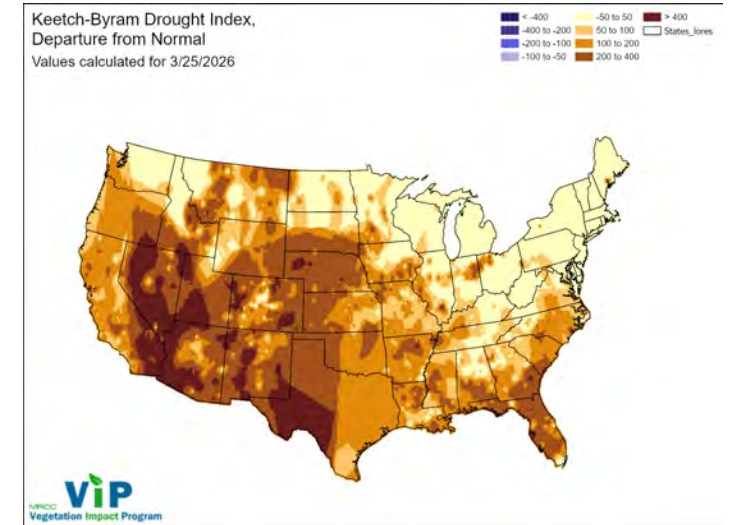 Keetch-Byram Drought Index,
Departure from Normal
Values calculated for 3/25/2026
< -400
-400 to -200
-200 to -100
-100 to -50
-50 to 50
50 to 100
100 to 200
200 to 400
> 400
States_lores
MRCC
ViP
Vegetation Impact Program